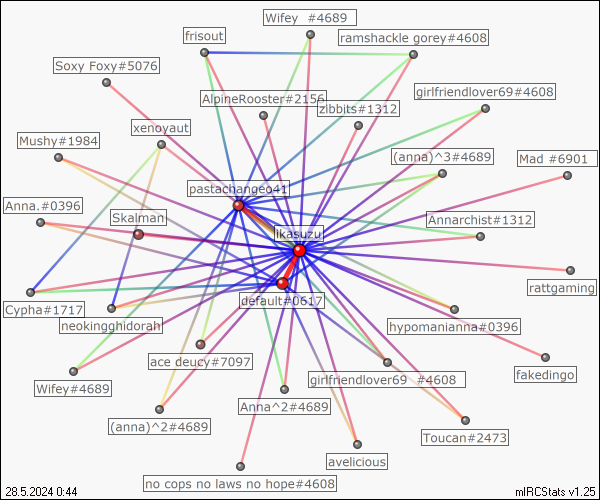 Wifey  #4689
frisout
ramshackle gorey#4608
Soxy Foxy#5076
girlfriendlover69#4608
AlpineRooster#2156
zibbits#1312
xenoyaut
Mushy#1984
(anna)^3#4689
Mad #6901
pastachangeo41
Anna.#0396
Skalman
Annarchist#1312
likasuzu
rattgaming
default#0617
Cypha#1717
neokingghidorah
hypomanianna#0396
ace deucy#7097
fakedingo
girlfriendlover69  #4608
Wifey#4689
Anna^2#4689
(anna)^2#4689
Toucan#2473
avelicious
no cops no laws no hope#4608
28.5.2024 0:44
mIRCStats v1.25